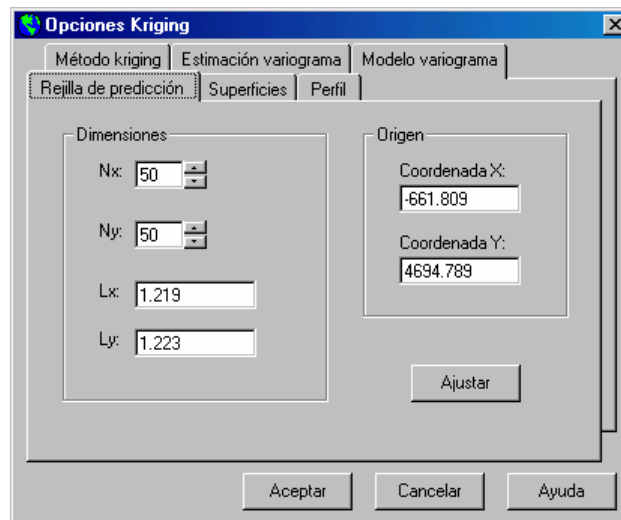 Opciones Kriging
Método kriging Estimación variograma Modelo variograma
Rejilla de predicción Superficies Perfil
Dimensiones
Nx: 50
Ny: 50
Lx: 1.219
Ly: 1.223
Origen
Coordenada X:
-661.809
Coordenada Y:
4694.789
Ajustar
Aceptar Cancelar Ayuda